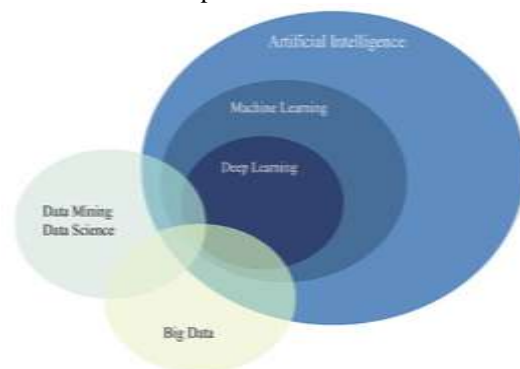 Artificial Intelligence
Machine Learning
Deep Learning
Data Mining
Data Science
Big Data